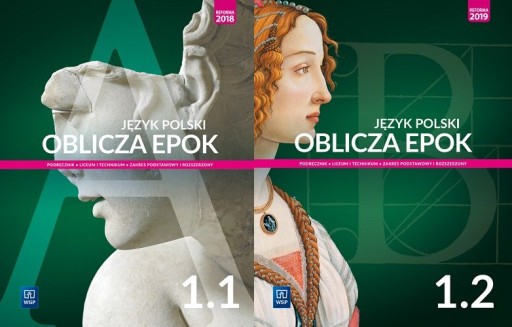 REFORMA
2018
JĘZYK POLSKI
OBLICZA EPOK
PODRĘCZNIK • LICEUM I TECHNIKUM • ZAKRES PODSTAWOWY I ROZSZERZONY
WSiP
1.1
REFORMA
2019
JĘZYK POLSKI
OBLICZA EPOK
PODRĘCZNIK • LICEUM I TECHNIKUM • ZAKRES PODSTAWOWY I ROZSZERZONY
WSiP
1.2
A
B